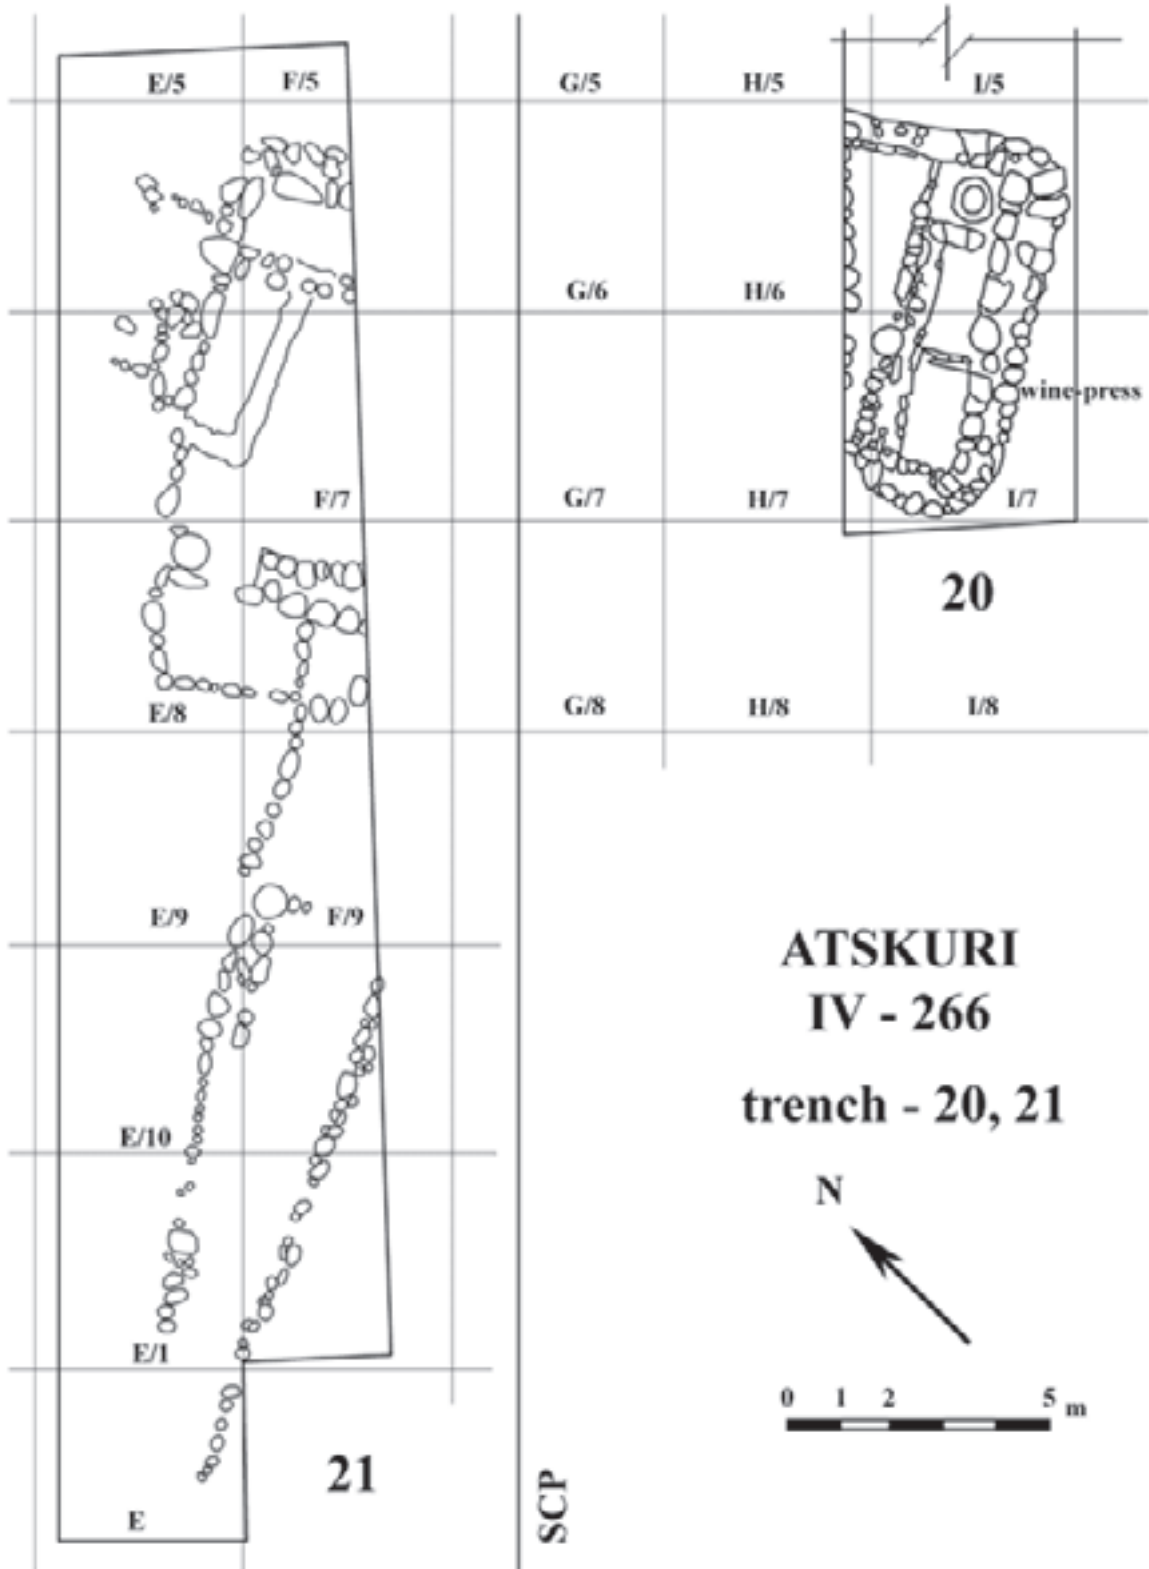 E/5
F/5
G/5
H/5
I/5
G/6
H/6
wine-press
F/7
G/7
H/7
I/7
20
E/8
G/8
H/8
I/8
E/9
F/9
ATSKURI
IV - 266
trench - 20, 21
E/10
N
E/1
0 1 2 5 m
21
SCP
E